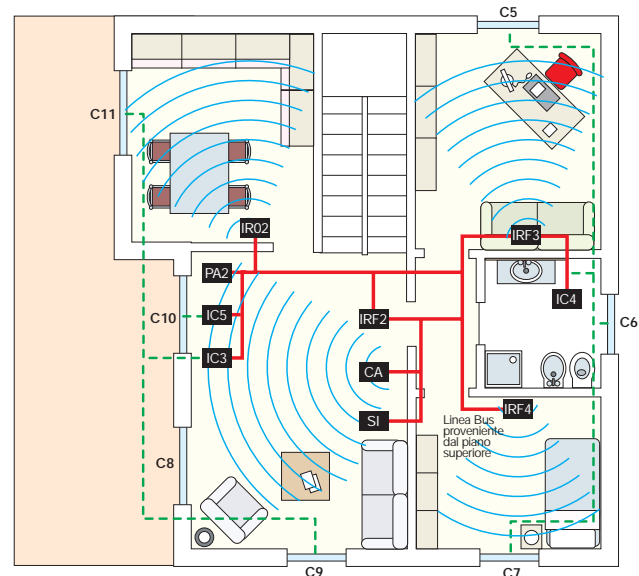 C5
C11
IR02
IRF3
PA2
IC4
C10
IC5
IRF2
C6
IC3
CA
IRF4
SI
Linea Bus
proveniente
dal piano
superiore
C8
C9
C7